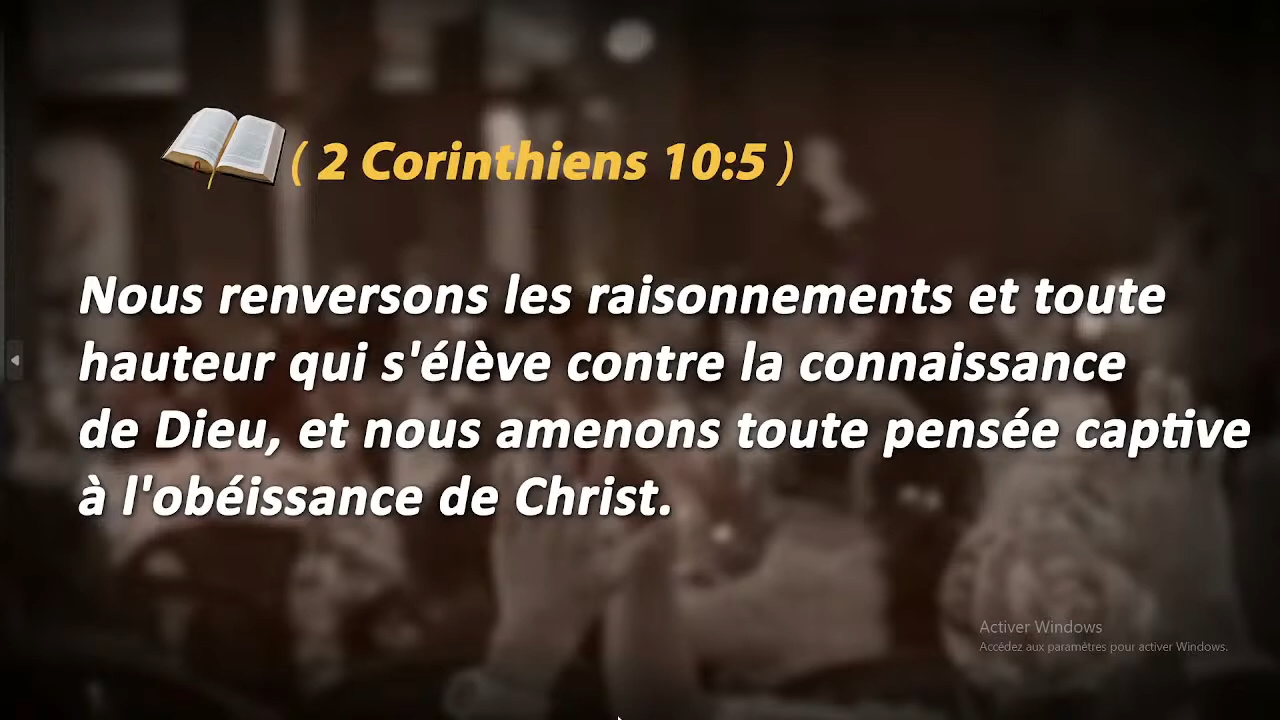 ( 2 Corinthiens 10:5 )
Nous renversons les raisonnements et toute
hauteur qui s'élève contre la connaissance
de Dieu, et nous amenons toute pensée captive
à l'obéissance de Christ.
Activer Windows
Accédez aux paramètres pour activer Windows.